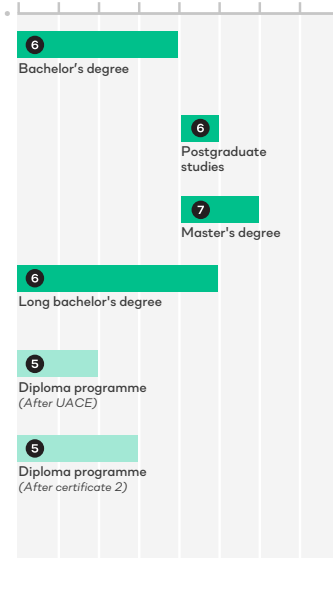 6
Bachelor's degree
6
Postgraduate
studies
7
Master's degree
6
Long bachelor's degree
5
Diploma programme
(After UACE)
5
Diploma programme
(After certificate 2)